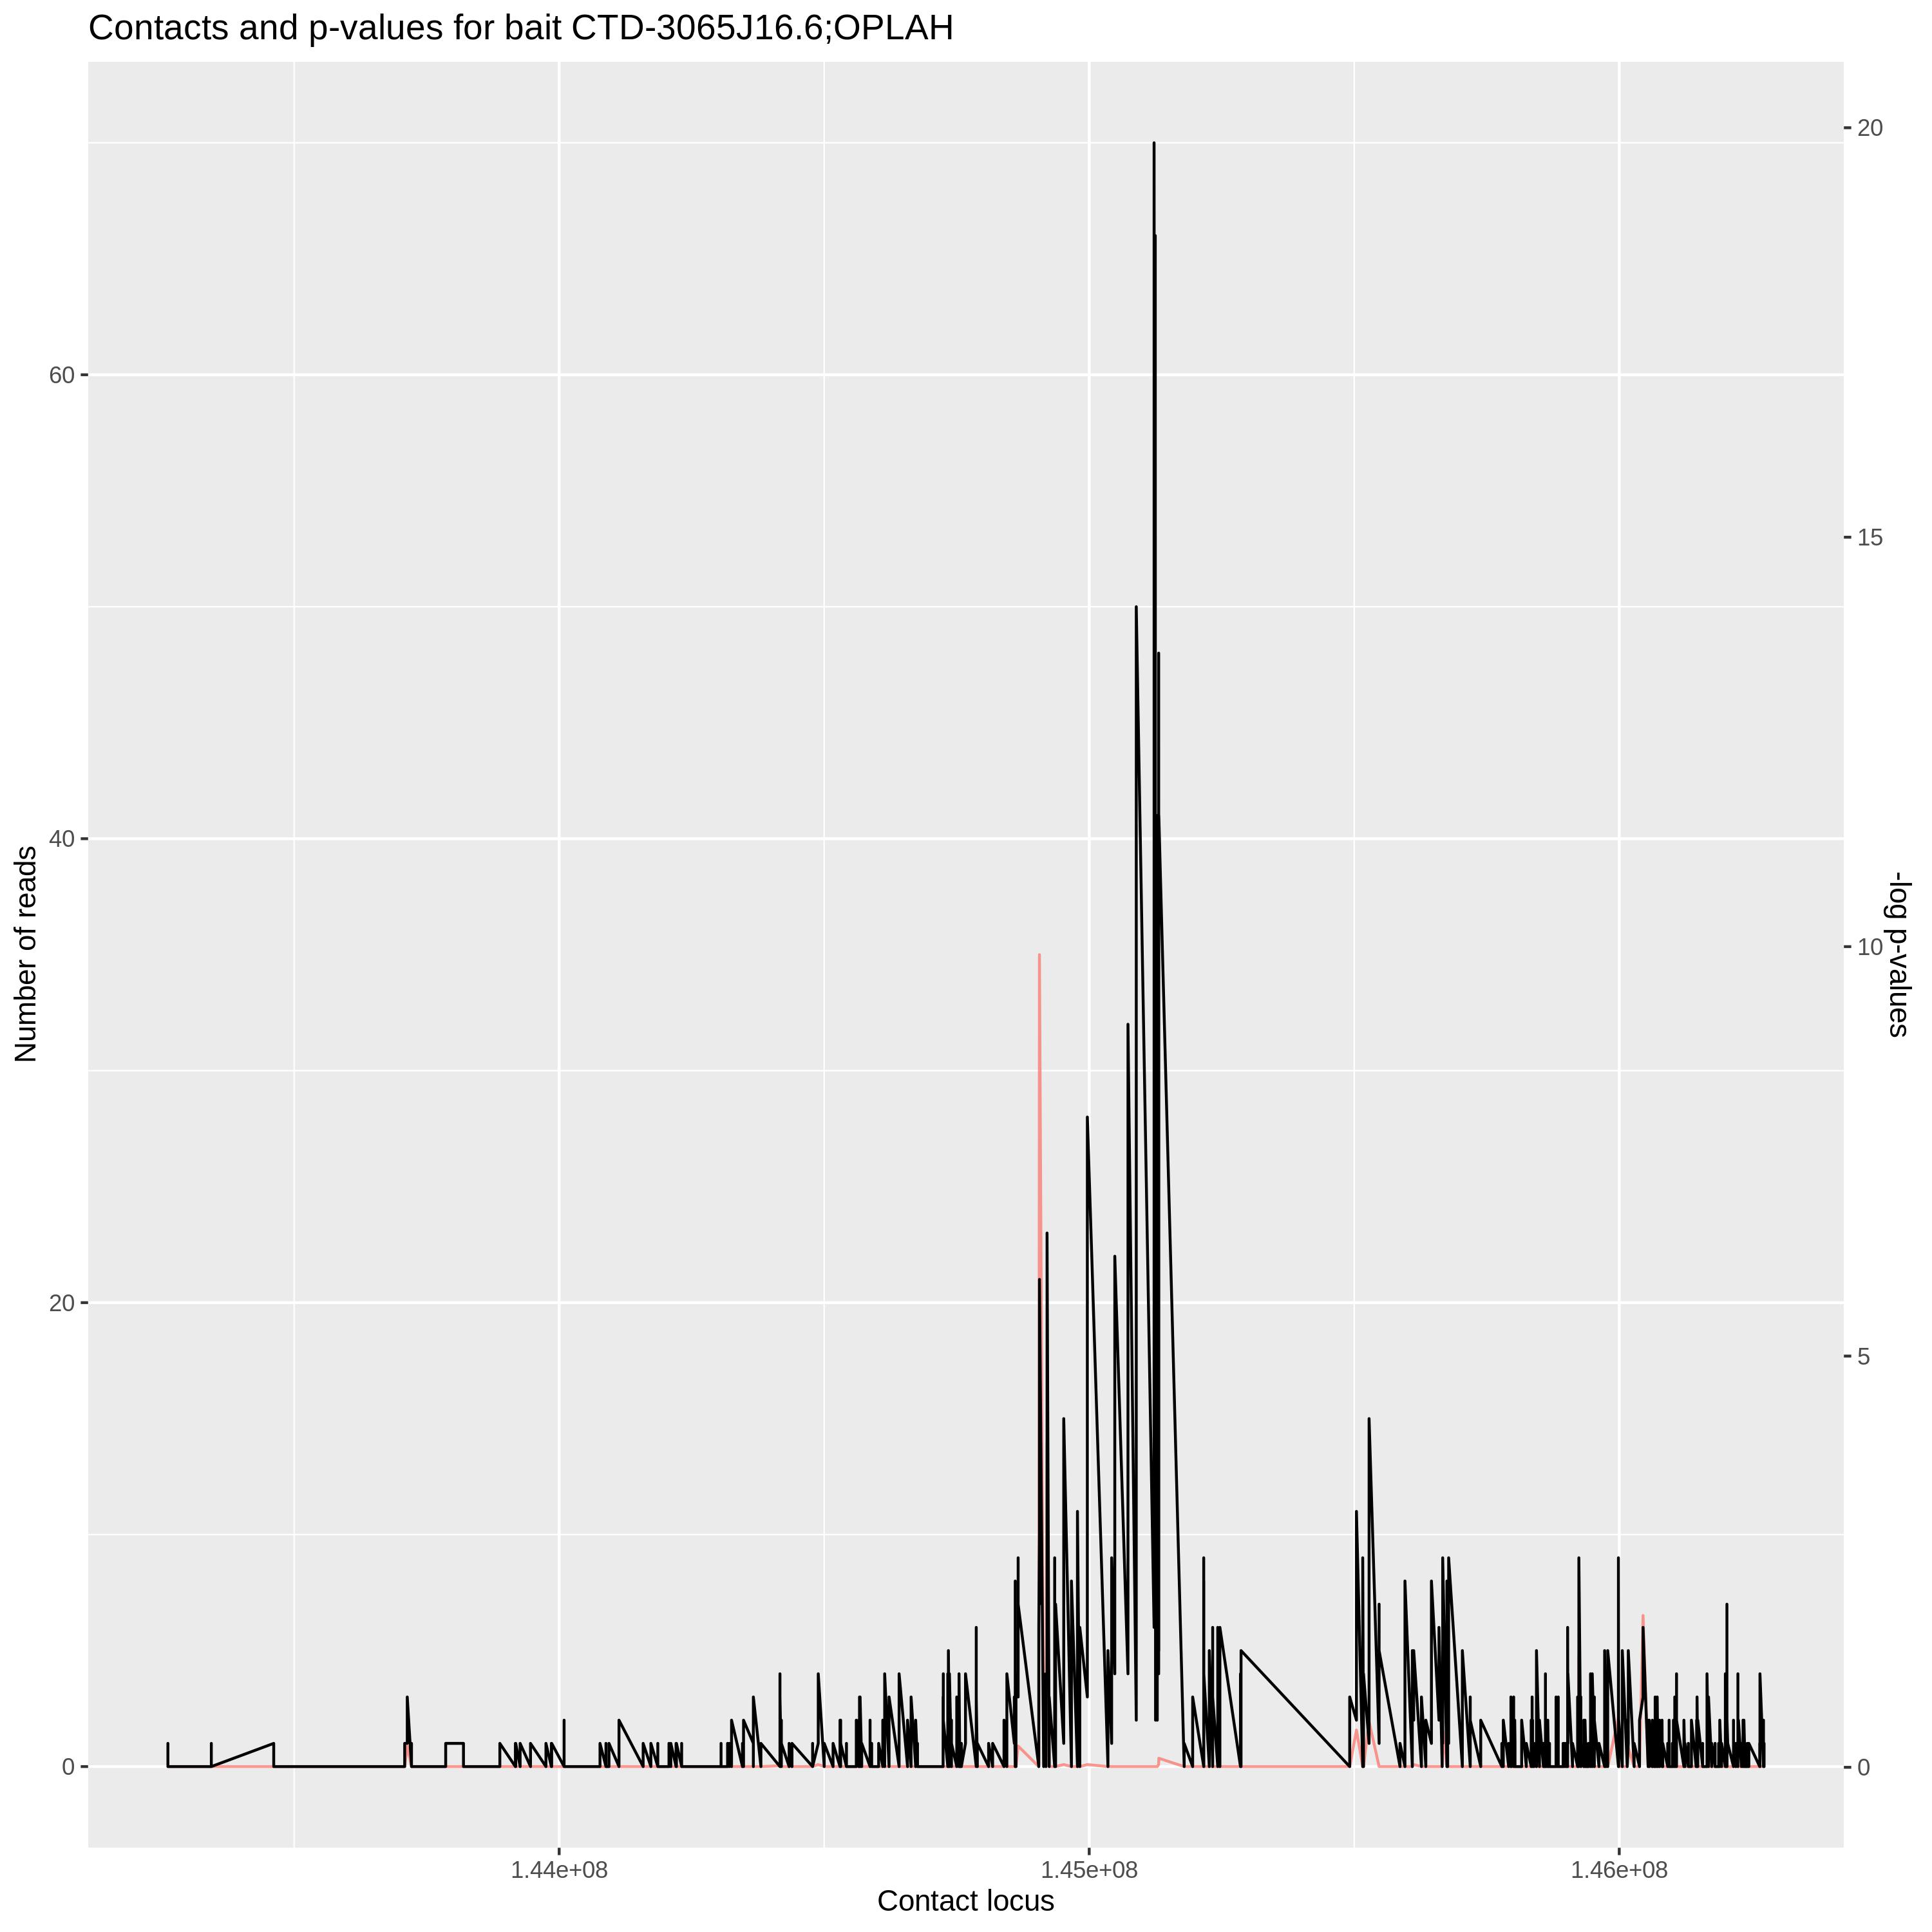 Contacts and p-values for bait CTD-3065J16.6;OPLAH
Number of reads
60
40
20
0
20
15
10
5
0
-log p-values
1.44e+08
1.45e+08
1.46e+08
Contact locus